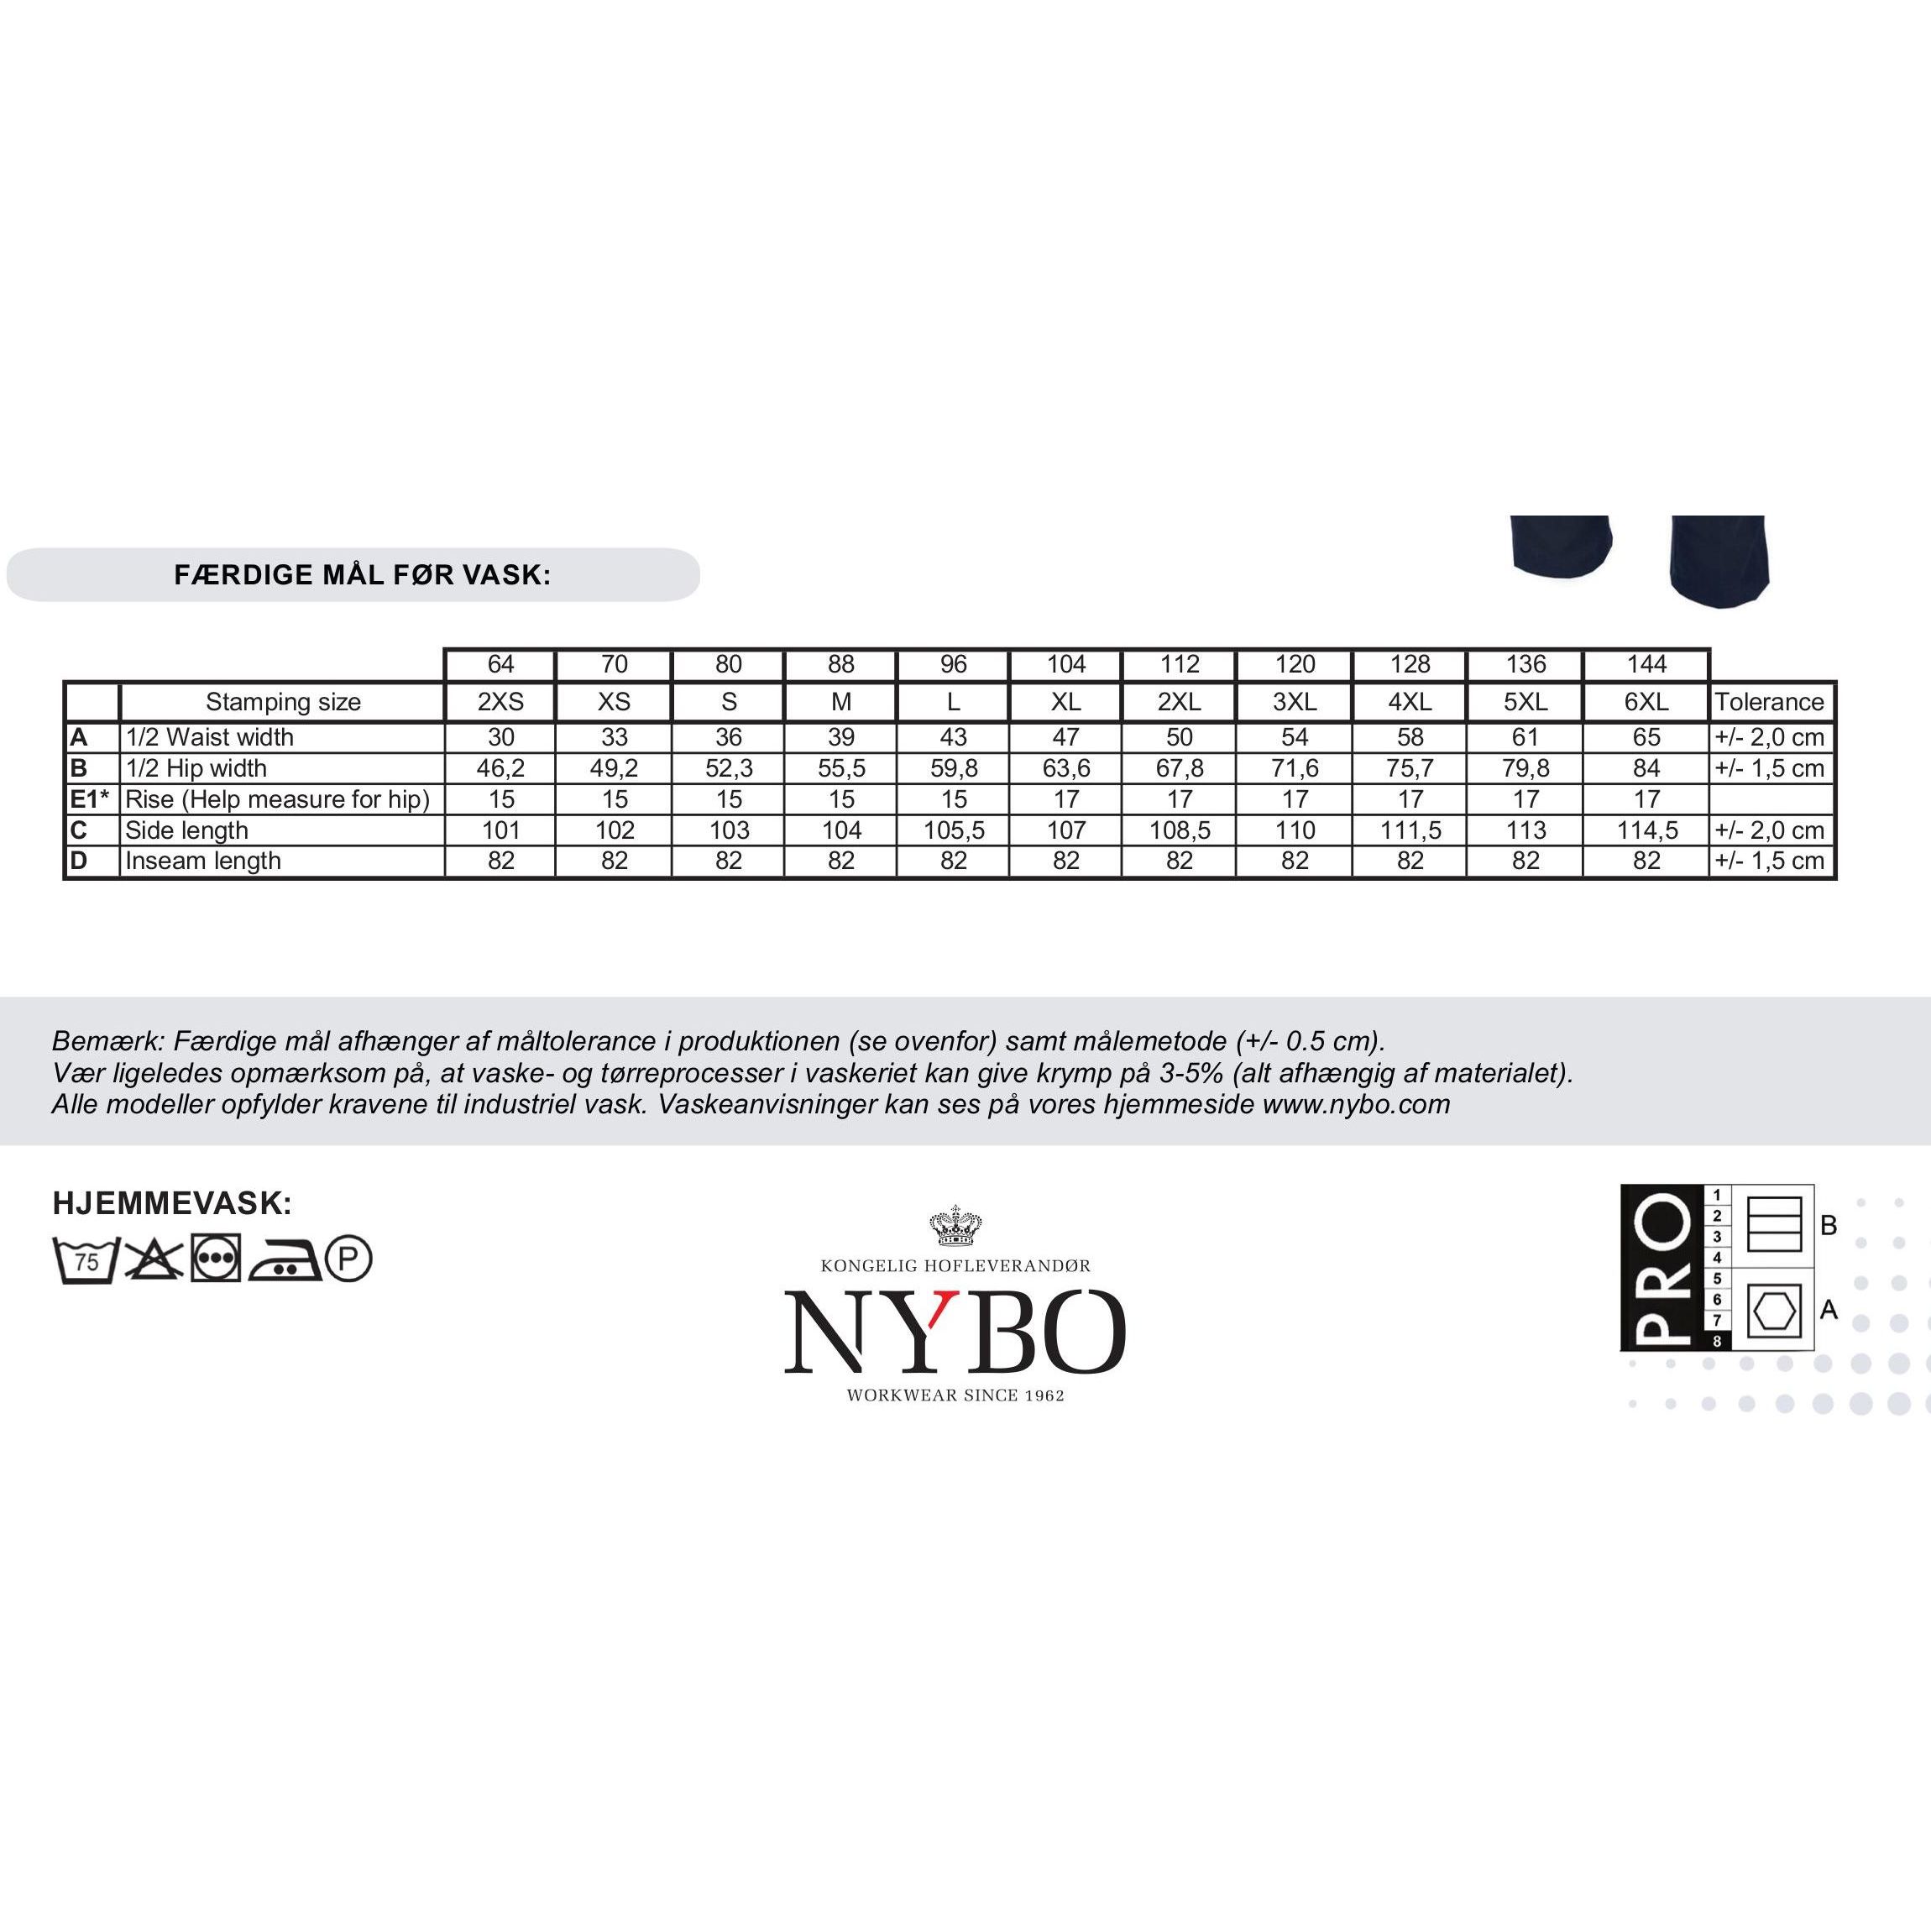 FÆRDIGE MÅL FØR VASK:
64 70 80 88 96 104 112 120 128 136 144
Stamping size 2XS XS S M L XL 2XL 3XL 4XL 5XL 6XL Tolerance
A 1/2 Waist width 30 33 36 39 43 47 50 54 58 61 65 +/- 2,0 cm
B 1/2 Hip width 46,2 49,2 52,3 55,5 59,8 63,6 67,8 71,6 75,7 79,8 84 +/- 1,5 cm
E1* Rise (Help measure for hip) 15 15 15 15 15 17 17 17 17 17 17
C Side length 101 102 103 104 105,5 107 108,5 110 111,5 113 114,5 +/- 2,0 cm
D Inseam length 82 82 82 82 82 82 82 82 82 82 82 +/- 1,5 cm
Bemærk: Færdige mål afhænger af måltolerance i produktionen (se ovenfor) samt målemetode (+/- 0.5 cm).
Vær ligeledes opmærksom på, at vaske- og tørreprocesser i vaskeriet kan give krymp på 3-5% (alt afhængig af materialet).
Alle modeller opfylder kravene til industriel vask. Vaskeanvisninger kan ses på vores hjemmeside www.nybo.com
HJEMMEVASK:
75 P
KONGELIG HOFLEVERANDØR
NYBO
WORKWEAR SINCE 1962
PRO
1
2
3
4
5
6
7
8
B
A